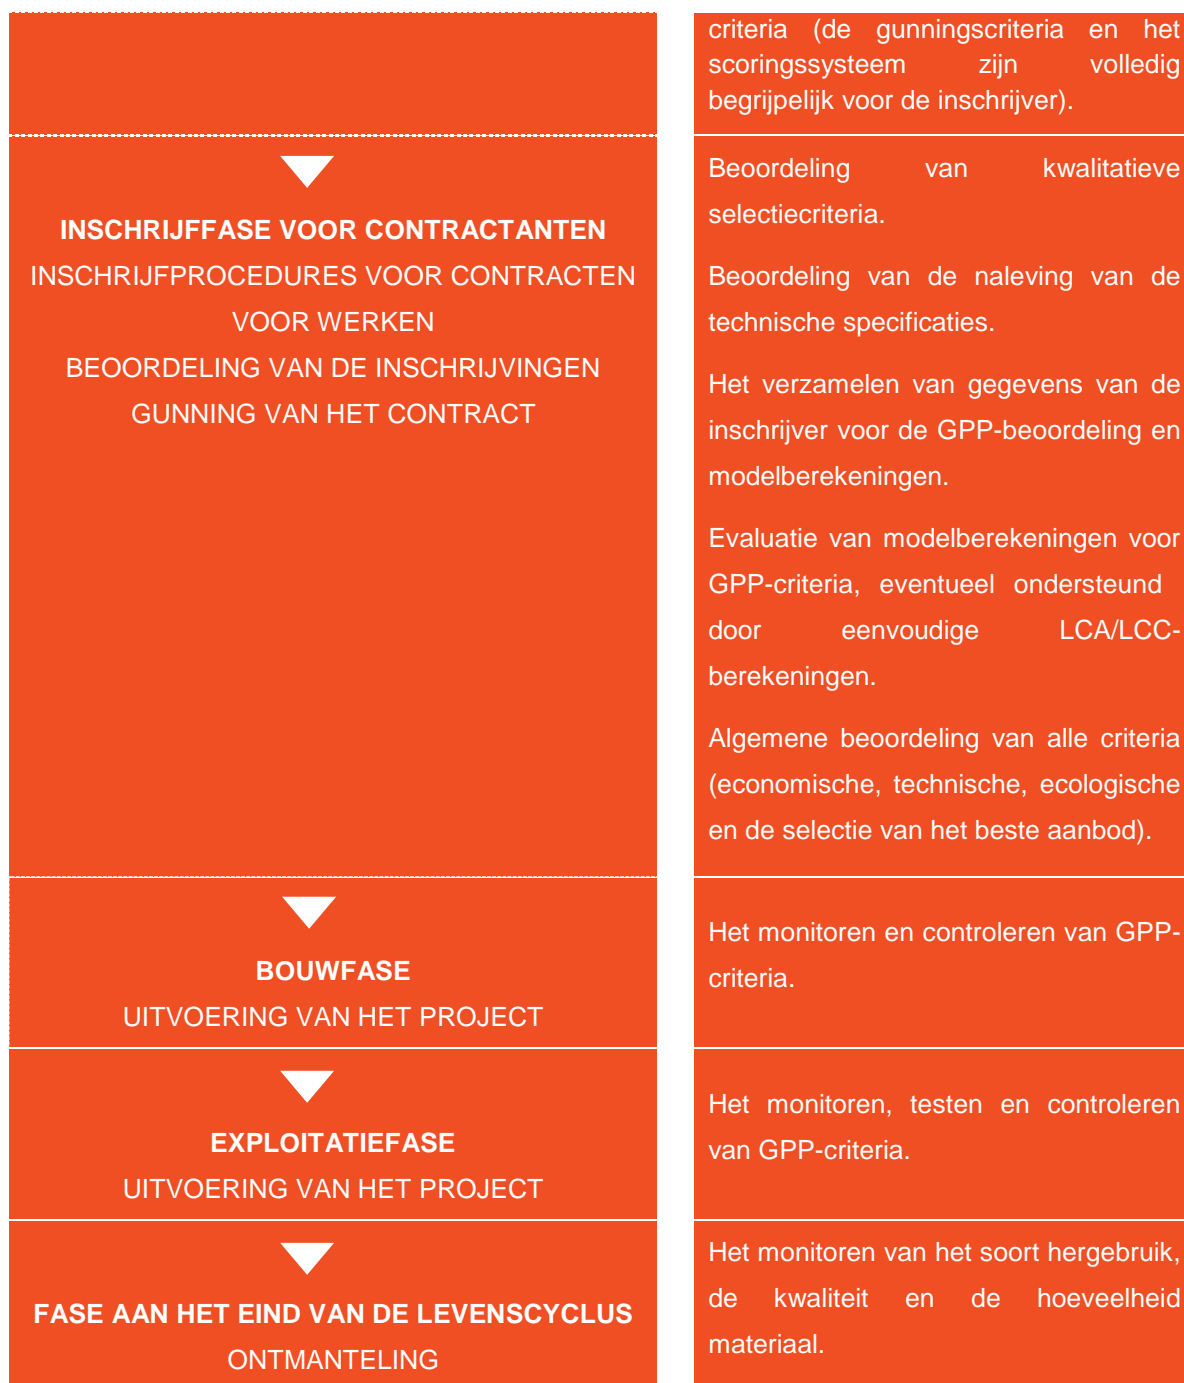 criteria (de gunningscriteria en het
scoringssysteem zijn volledig
begrijpelijk voor de inschrijver).
INSCHRIJFFASE VOOR CONTRACTANTEN
INSCHRIJFPROCEDURES VOOR CONTRACTEN
VOOR WERKEN
BEOORDELING VAN DE INSCHRIJVINGEN
GUNNING VAN HET CONTRACT
Beoordeling van kwalitatieve
selectiecriteria.
Beoordeling van de naleving van de
technische specificaties.
Het verzamelen van gegevens van de
inschrijver voor de GPP-beoordeling en
modelberekeningen.
Evaluatie van modelberekeningen voor
GPP-criteria, eventueel ondersteund
door eenvoudige LCA/LCC-
berekeningen.
Algemene beoordeling van alle criteria
(economische, technische, ecologische
en de selectie van het beste aanbod).
BOUWFASE
UITVOERING VAN HET PROJECT
Het monitoren en controleren van GPP-
criteria.
EXPLOITATIEFASE
UITVOERING VAN HET PROJECT
Het monitoren, testen en controleren
van GPP-criteria.
FASE AAN HET EIND VAN DE LEVENSCYCLUS
ONTMANTELING
Het monitoren van het soort hergebruik,
de kwaliteit en de hoeveelheid
materiaal.